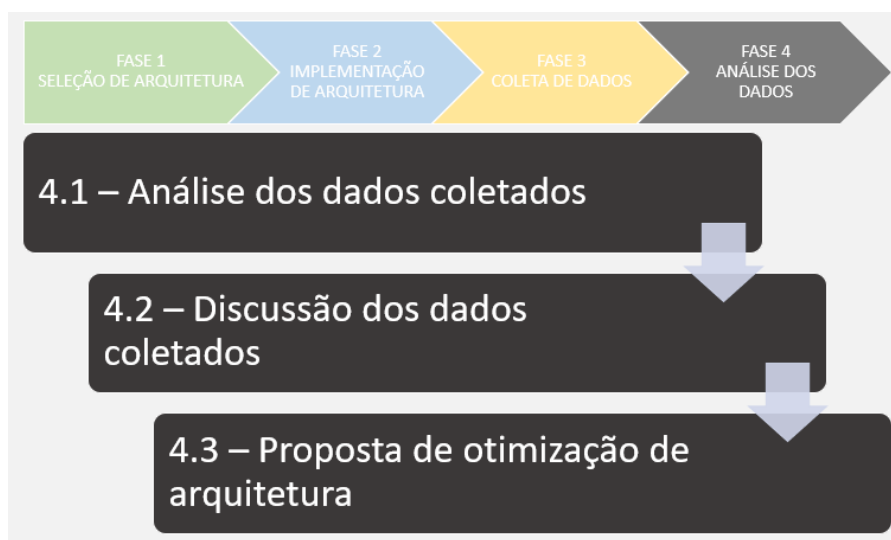 FASE 1
SELEÇÃO DE ARQUITETURA
FASE 2
IMPLEMENTAÇÃO
DE ARQUITETURA
FASE 3
COLETA DE DADOS
FASE 4
ANÁLISE DOS
DADOS
4.1 – Análise dos dados coletados
4.2 – Discussão dos dados
coletados
4.3 – Proposta de otimização de
arquitetura